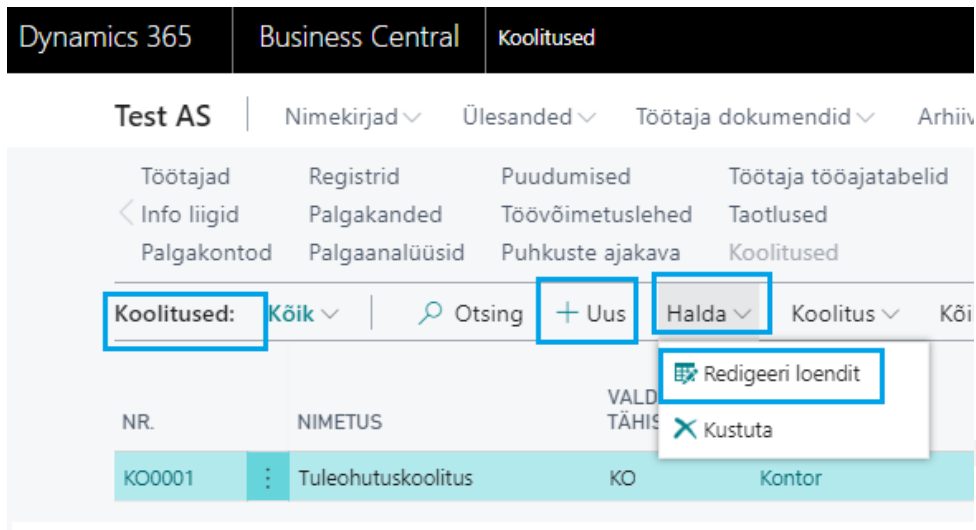 Dynamics 365 Business Central Koolitused
Test AS Nimekirjad Ülesanded Töötaja dokumendid Arhiiv
Töötajad Registrid Puudumised Töötaja tööajatabelid
Info liigid Palgakanded Töövõimetuslehed Taotlused
Palgakontod Palgaanalüüsid Puhkuste ajakava Koolitused
Koolitused: Kõik Otsing + Uus Halda Koolitus Kõi
Redigeeri loendit
VALD
NR. NIMETUS TÄHIS Kustuta
KO0001 Tuleohutuskoolitus KO Kontor